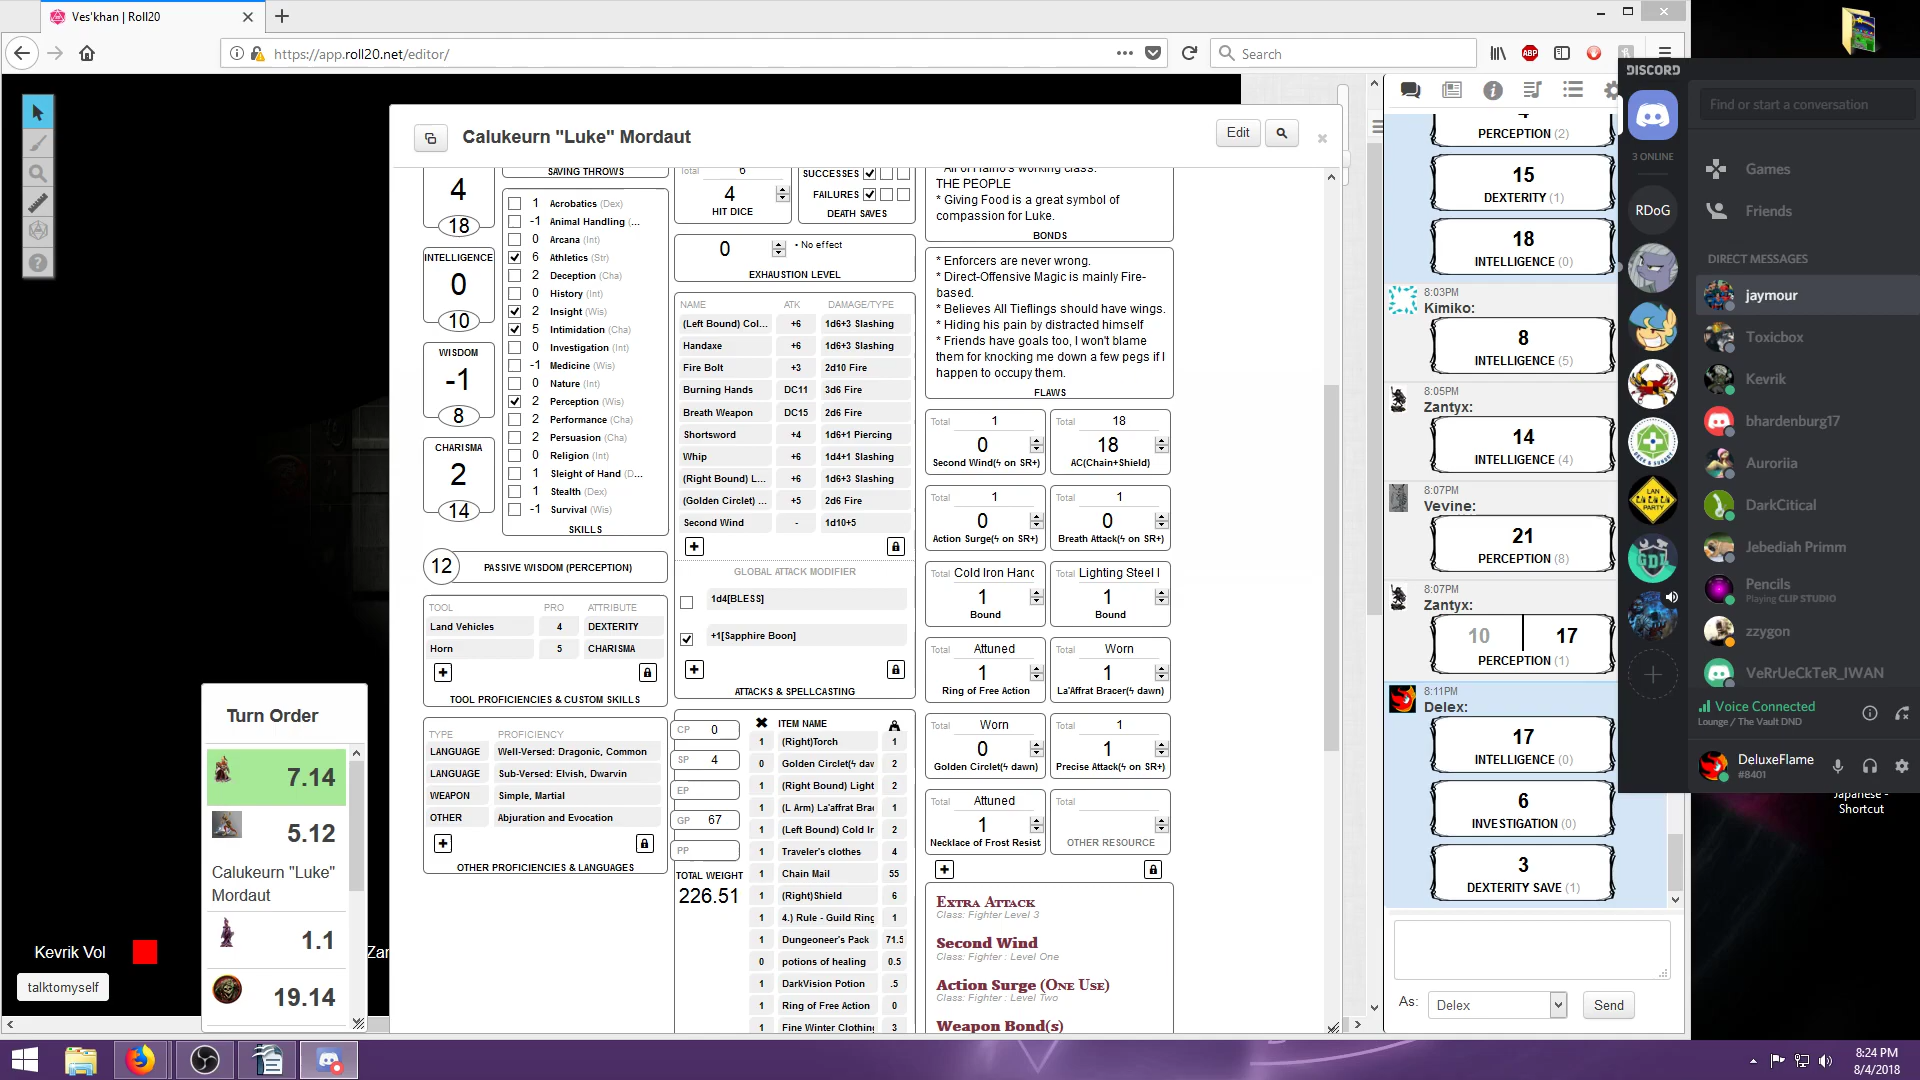 Ves'khan | Roll20
https://app.roll20.net/editor/
Search
Calukeurn "Luke" Mordaut
Edit
4
18
INTELLIGENCE
0
10
WISDOM
-1
8
CHARISMA
2
14
SAVING THROWS
1 Acrobatics (Dex)
-1 Animal Handling (...
0 Arcana (Int)
6 Athletics (Str)
2 Deception (Cha)
0 History (Int)
2 Insight (Wis)
5 Intimidation (Cha)
0 Investigation (Int)
-1 Medicine (Wis)
0 Nature (Int)
2 Perception (Wis)
2 Performance (Cha)
2 Persuasion (Cha)
0 Religion (Int)
1 Sleight of Hand (D...
1 Stealth (Dex)
-1 Survival (Wis)
SKILLS
12 PASSIVE WISDOM (PERCEPTION)
TOOL PRO ATTRIBUTE
Land Vehicles 4 DEXTERITY
Horn 5 CHARISMA
TOOL PROFICIENCIES & CUSTOM SKILLS
TYPE PROFICIENCY
LANGUAGE Well-Versed: Dragonic, Common
LANGUAGE Sub-Versed: Elvish, Dwarvin
WEAPON Simple, Martial
OTHER Abjuration and Evocation
OTHER PROFICIENCIES & LANGUAGES
Total 6
4
HIT DICE
SUCCESSES
FAILURES
DEATH SAVES
0 • No effect
EXHAUSTION LEVEL
NAME ATK DAMAGE/TYPE
(Left Bound) Col... +6 1d6+3 Slashing
Handaxe +6 1d6+3 Slashing
Fire Bolt +3 2d10 Fire
Burning Hands DC11 3d6 Fire
Breath Weapon DC15 2d6 Fire
Shortsword +4 1d6+1 Piercing
Whip +6 1d4+1 Slashing
(Right Bound) L... +6 1d6+3 Slashing
(Golden Circlet) ... +5 2d6 Fire
Second Wind - 1d10+5
GLOBAL ATTACK MODIFIER
1d4[BLESS]
+1[Sapphire Boon]
ATTACKS & SPELLCASTING
CP 0
SP 4
EP
GP 67
PP
TOTAL WEIGHT
226.51
ITEM NAME
1 (Right)Torch 1
0 Golden Circlet(ϟ daw 2
1 (Right Bound) Light 2
1 (L Arm) La'affrat Bra 1
1 (Left Bound) Cold Ir 2
1 Traveler's clothes 4
1 Chain Mail 55
1 (Right)Shield 6
1 4.) Rule - Guild Ring 1
1 Dungeoneer's Pack 71.5
0 potions of healing 0.5
1 DarkVision Potion .5
1 Ring of Free Action 0
1 Fine Winter Clothing 3
THE PEOPLE
* Giving Food is a great symbol of
compassion for Luke.
BONDS
* Enforcers are never wrong.
* Direct-Offensive Magic is mainly Fire-
based.
* Believes All Tieflings should have wings.
* Hiding his pain by distracted himself
* Friends have goals too, I won't blame
them for knocking me down a few pegs if I
happen to occupy them.
FLAWS
Total 1
0
Second Wind(ϟ on SR+)
Total 18
18
AC(Chain+Shield)
Total 1
0
Action Surge(ϟ on SR+)
Total 1
0
Breath Attack(ϟ on SR+)
Total Cold Iron Hanc
1
Bound
Total Lighting Steel l
1
Bound
Total Attuned
1
Ring of Free Action
Total Worn
1
La'Affrat Bracer(ϟ dawn)
Total Worn
0
Golden Circlet(ϟ dawn)
Total 1
1
Precise Attack(ϟ on SR+)
Total Attuned
1
Necklace of Frost Resist
Total
OTHER RESOURCE
Extra Attack
Class: Fighter Level 3
Second Wind
Class: Fighter : Level One
Action Surge (One Use)
Class: Fighter : Level Two
Weapon Bond(s)
Turn Order
7.14
5.12
Calukeurn "Luke"
Mordaut
1.1
19.14
Kevrik Vol
Zar
talktomyself
PERCEPTION (2)
15
DEXTERITY (1)
18
INTELLIGENCE (0)
8:03PM
Kimiko:
8
INTELLIGENCE (5)
8:05PM
Zantyx:
14
INTELLIGENCE (4)
8:07PM
Vevine:
21
PERCEPTION (8)
8:07PM
Zantyx:
10 17
PERCEPTION (1)
8:11PM
Delex:
17
INTELLIGENCE (0)
6
INVESTIGATION (0)
3
DEXTERITY SAVE (1)
As: Delex Send
DISCORD
3 ONLINE
RDoG
LAN
PARTY
GDL
Find or start a conversation
Games
Friends
DIRECT MESSAGES
jaymour
Toxicbox
Kevrik
bhardenburg17
Auroriia
DarkCitical
Jebediah Primm
Pencils
Playing CLIP STUDIO
zzygon
VeRrUeCkTeR_IWAN
Voice Connected
Lounge / The Vault DND
DeluxeFlame
#8401
Japanese -
Shortcut
ABP
8:24 PM
8/4/2018